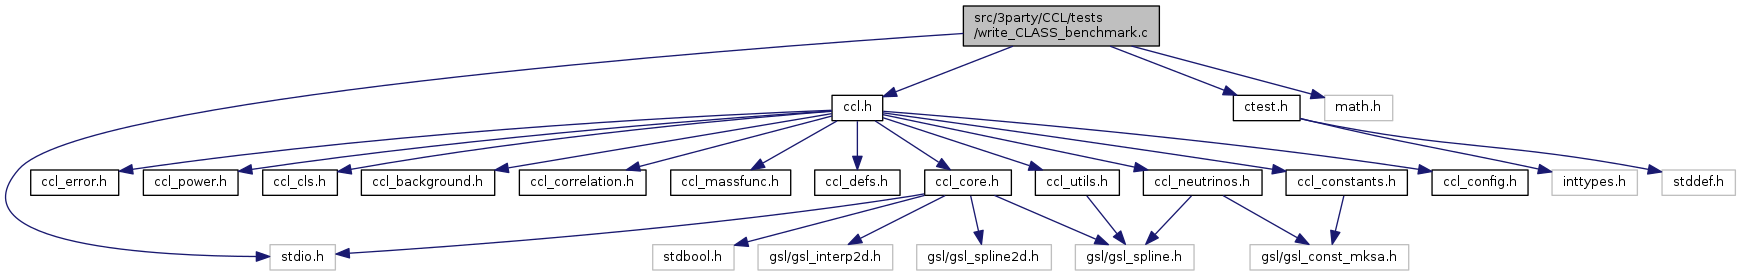 src/3party/CCL/tests
/write_CLASS_benchmark.c
ccl.h
ctest.h
math.h
ccl_error.h
ccl_power.h
ccl_cls.h
ccl_background.h
ccl_correlation.h
ccl_massfunc.h
ccl_defs.h
ccl_core.h
ccl_utils.h
ccl_neutrinos.h
ccl_constants.h
ccl_config.h
inttypes.h
stddef.h
stdio.h
stdbool.h
gsl/gsl_interp2d.h
gsl/gsl_spline2d.h
gsl/gsl_spline.h
gsl/gsl_const_mksa.h